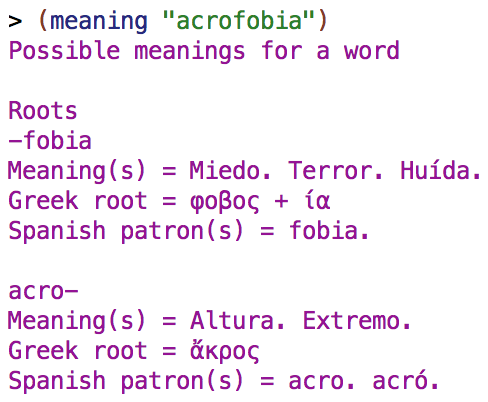 > (meaning "acrofobia")
Possible meanings for a word
Roots
-fobia
Meaning(s) = Miedo. Terror. Huída.
Greek root = φοβος + ία
Spanish patron(s) = fobia.
acro-
Meaning(s) = Altura. Extremo.
Greek root = ἄκρος
Spanish patron(s) = acro. acró.